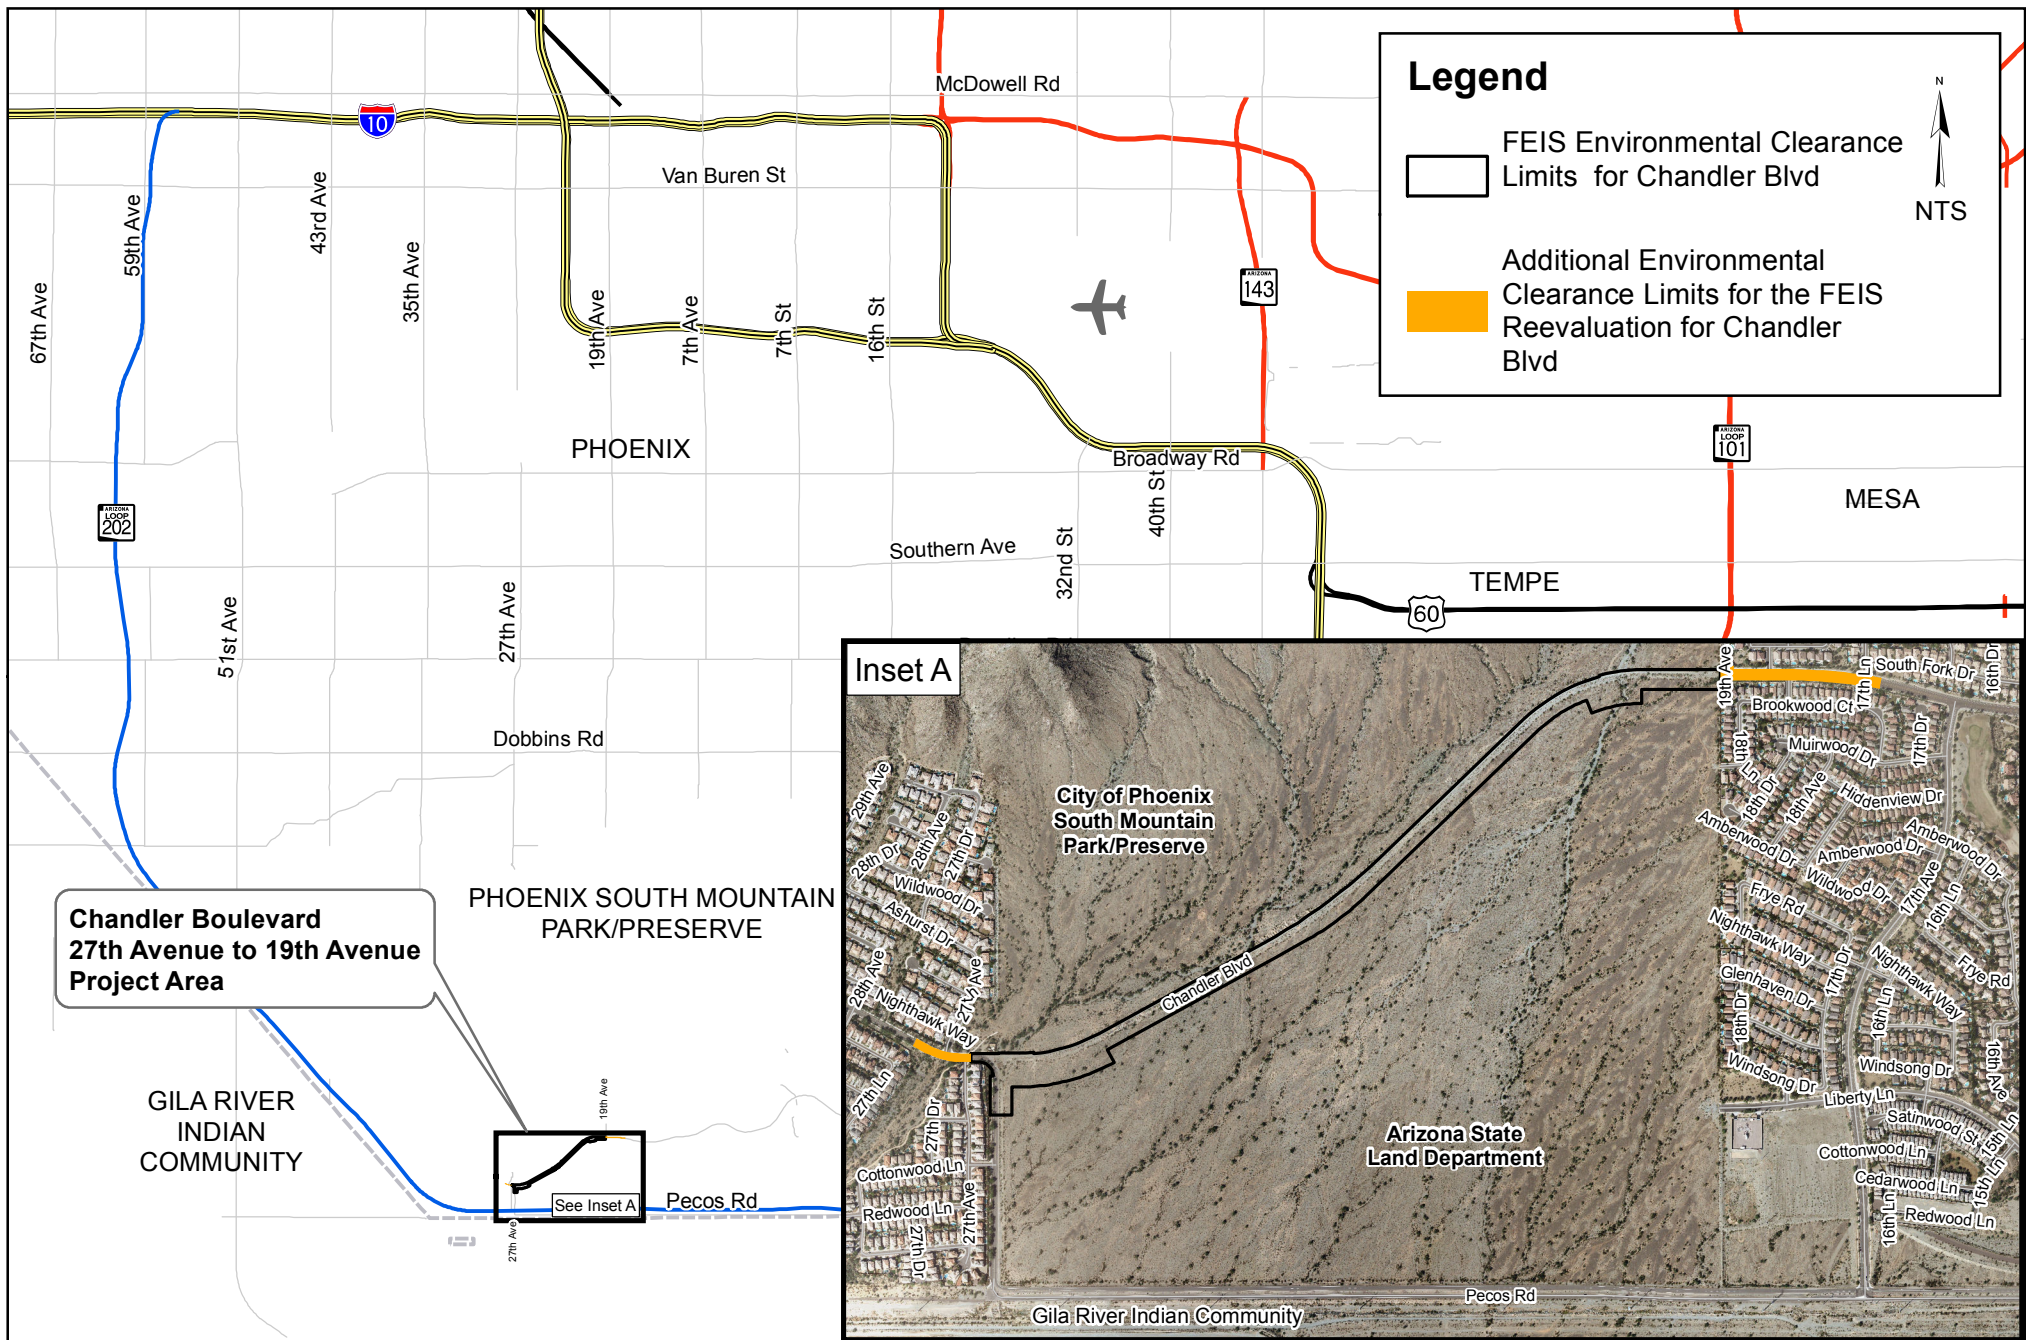 McDowell Rd
10
Van Buren St
67th Ave
59th Ave
43rd Ave
35th Ave
19th Ave
7th Ave
7th St
16th St
ARIZONA
143
PHOENIX
Broadway Rd
40th St
ARIZONA
LOOP
101
MESA
ARIZONA
LOOP
202
Southern Ave
32nd St
TEMPE
60
51st Ave
27th Ave
Dobbins Rd
PHOENIX SOUTH MOUNTAIN
PARK/PRESERVE
Chandler Boulevard
27th Avenue to 19th Avenue
Project Area
GILA RIVER
INDIAN
COMMUNITY
19th Ave
See Inset A
27th Ave
Pecos Rd
Legend
FEIS Environmental Clearance
Limits for Chandler Blvd
Additional Environmental
Clearance Limits for the FEIS
Reevaluation for Chandler
Blvd
N
NTS
Inset A
19th Ave
17th Ln
South Fork Dr
16th Dr
Brookwood Ct
18th Ln
Muirwood Dr
17th Dr
18th Dr
18th Ave
Hiddenview Dr
Amberwood Dr
Amberwood Dr
Amberwood Dr
Wildwood Dr
17th Ave
16th Ln
Frye Rd
Nighthawk Way
17th Dr
Nighthawk Way
Frye Rd
Glenhaven Dr
18th Dr
16th Ln
Windsong Dr
Windsong Dr
16th Ave
Liberty Ln
Satinwood St
15th Ln
Cottonwood Ln
Cedarwood Ln
15th Ln
16th Ln
Redwood Ln
29th Ave
28th Ave
27th Dr
28th Dr
Wildwood Dr
Ashurst Dr
28th Ave
27th Ave
Nighthawk Way
27th Ln
27th Dr
Cottonwood Ln
Redwood Ln
27th Ave
27th Dr
City of Phoenix
South Mountain
Park/Preserve
Chandler Blvd
Arizona State
Land Department
Pecos Rd
Gila River Indian Community